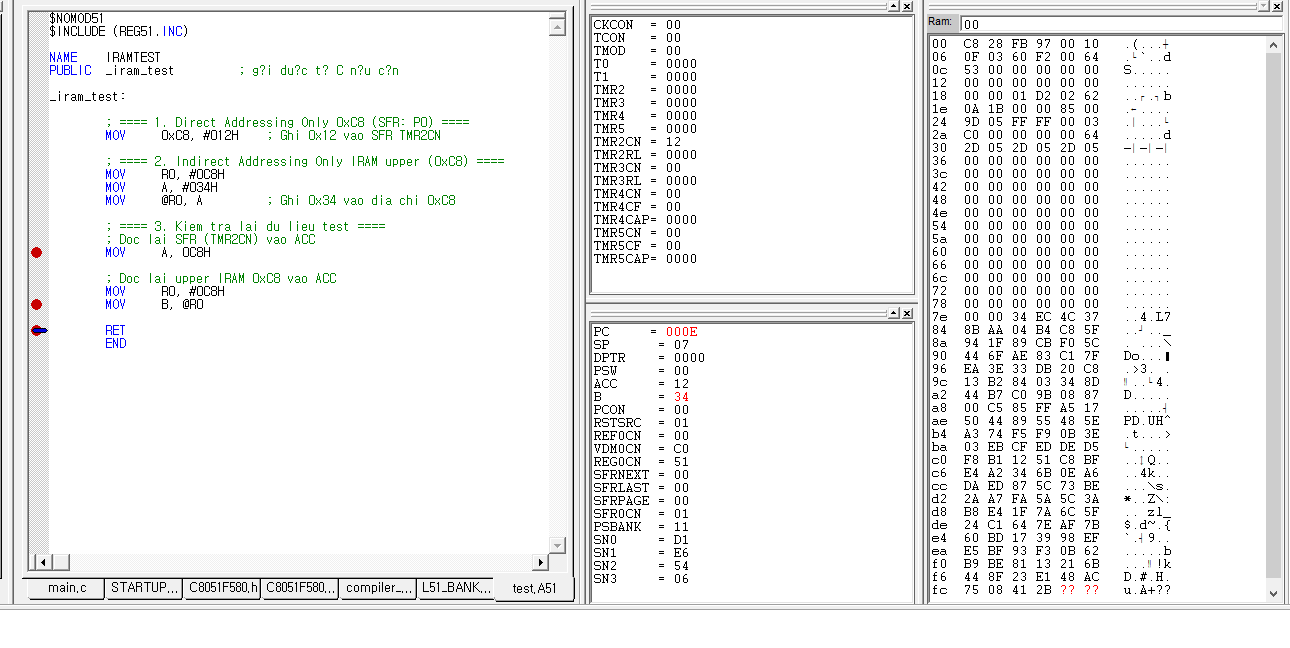 $NOMOD51
$INCLUDE (REG51.INC)
NAME IRAMTEST
PUBLIC _iram_test ; g?i du?c t? C n?u c?n
_iram_test:
; ==== 1. Direct Addressing Only 0xC8 (SFR: P0) ====
MOV 0xC8, #012H ; Ghi 0x12 vao SFR TMR2CN
; ==== 2. Indirect Addressing Only IRAM upper (0xC8) ====
MOV R0, #0C8H
MOV A, #034H
MOV @R0, A ; Ghi 0x34 vao dia chi 0xC8
; ==== 3. Kiem tra lai du lieu test ====
; Doc lai SFR (TMR2CN) vao ACC
MOV A, 0C8H
; Doc lai upper IRAM 0xC8 vao ACC
MOV R0, #0C8H
MOV B, @R0
RET
END
main.c STARTUP... C8051F580.h C8051F580... compiler_... L51_BANK... test.A51
CKCON = 00
TCON = 00
TMOD = 00
T0 = 0000
T1 = 0000
TMR2 = 0000
TMR3 = 0000
TMR4 = 0000
TMR5 = 0000
TMR2CN = 12
TMR2RL = 0000
TMR3CN = 00
TMR3RL = 0000
TMR4CN = 00
TMR4CF = 00
TMR4CAP= 0000
TMR5CN = 00
TMR5CF = 00
TMR5CAP= 0000
PC = 000E
SP = 07
DPTR = 0000
PSW = 00
ACC = 12
B = 34
PCON = 00
RSTSRC = 01
REF0CN = 00
VDM0CN = C0
REG0CN = 51
SFRNEXT = 00
SFRLAST = 00
SFRPAGE = 00
SFR0CN = 01
PSBANK = 11
SN0 = D1
SN1 = E6
SN2 = 54
SN3 = 06
Ram: 00
00 C8 28 FB 97 00 10 .(...┼
06 0F 03 60 F2 00 64 .└`..d
0c 53 00 00 00 00 00 S.....
12 00 00 00 00 00 00 ......
18 00 00 01 D2 02 62 ..┌.┐b
1e 0A 1B 00 00 85 00 ......
24 9D 05 FF FF 00 03 .│...└
2a C0 00 00 00 00 64 .....d
30 2D 05 2D 05 2D 05 -│-│-│
36 00 00 00 00 00 00 ......
3c 00 00 00 00 00 00 ......
42 00 00 00 00 00 00 ......
48 00 00 00 00 00 00 ......
4e 00 00 00 00 00 00 ......
54 00 00 00 00 00 00 ......
5a 00 00 00 00 00 00 ......
60 00 00 00 00 00 00 ......
66 00 00 00 00 00 00 ......
6c 00 00 00 00 00 00 ......
72 00 00 00 00 00 00 ......
78 00 00 00 00 00 00 ......
7e 00 00 34 EC 4C 37 ..4.L7
84 8B AA 04 B4 C8 5F ..┘.._
8a 94 1F 89 CB F0 5C .....\
90 44 6F AE 83 C1 7F Do...
96 EA 3E 33 DB 20 C8 .>3. .
9c 13 B2 84 03 34 8D ‼..└4.
a2 44 B7 C0 9B 08 87 D.....
a8 00 C5 85 FF A5 17 .....┤
ae 50 44 89 55 48 5E PD.UH^
b4 A3 74 F5 F9 0B 3E .t...>
ba 03 EB CF ED DE D5 └.....
c0 F8 B1 12 51 C8 BF ..│Q..
c6 E4 A2 34 6B 0E A6 ..4k..
cc DA ED 87 5C 73 BE ...\s.
d2 2A A7 FA 5A 5C 3A *..Z\:
d8 B8 E4 1F 7A 6C 5F .. zl_
de 24 C1 64 7E AF 7B $.d~.{
e4 60 BD 17 39 98 EF `.┤9..
ea E5 BF 93 F3 0B 62 .....b
f0 B9 BE 81 13 21 6B ...‼!k
f6 44 8F 23 E1 48 AC D.#.H.
fc 75 08 41 2B ?? ?? u.A+??